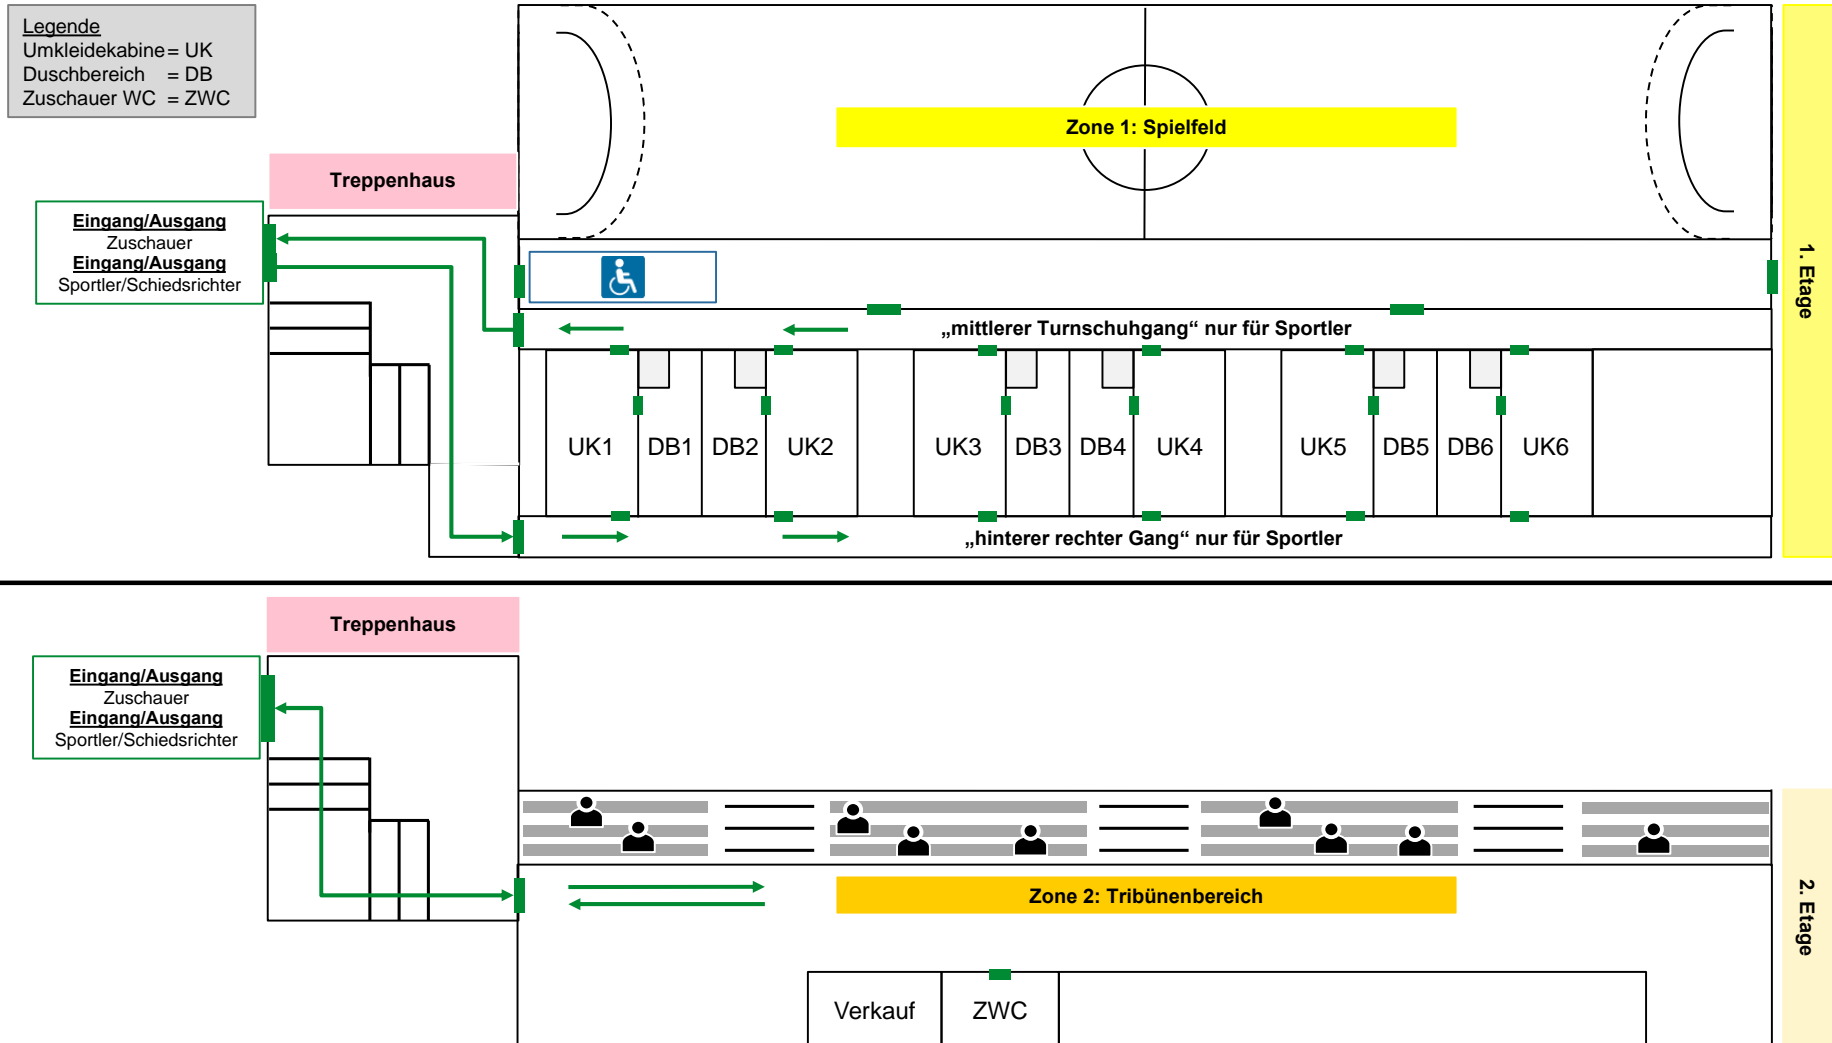 Legende
Umkleidekabine = UK
Duschbereich = DB
Zuschauer WC = ZWC
Zone 1: Spielfeld
Treppenhaus
Eingang/Ausgang
Zuschauer
Eingang/Ausgang
Sportler/Schiedsrichter
1. Etage
„mittlerer Turnschuhgang“ nur für Sportler
UK1 DB1 DB2 UK2 UK3 DB3 DB4 UK4 UK5 DB5 DB6 UK6
„hinterer rechter Gang“ nur für Sportler
Treppenhaus
Eingang/Ausgang
Zuschauer
Eingang/Ausgang
Sportler/Schiedsrichter
Zone 2: Tribünenbereich
2. Etage
Verkauf ZWC